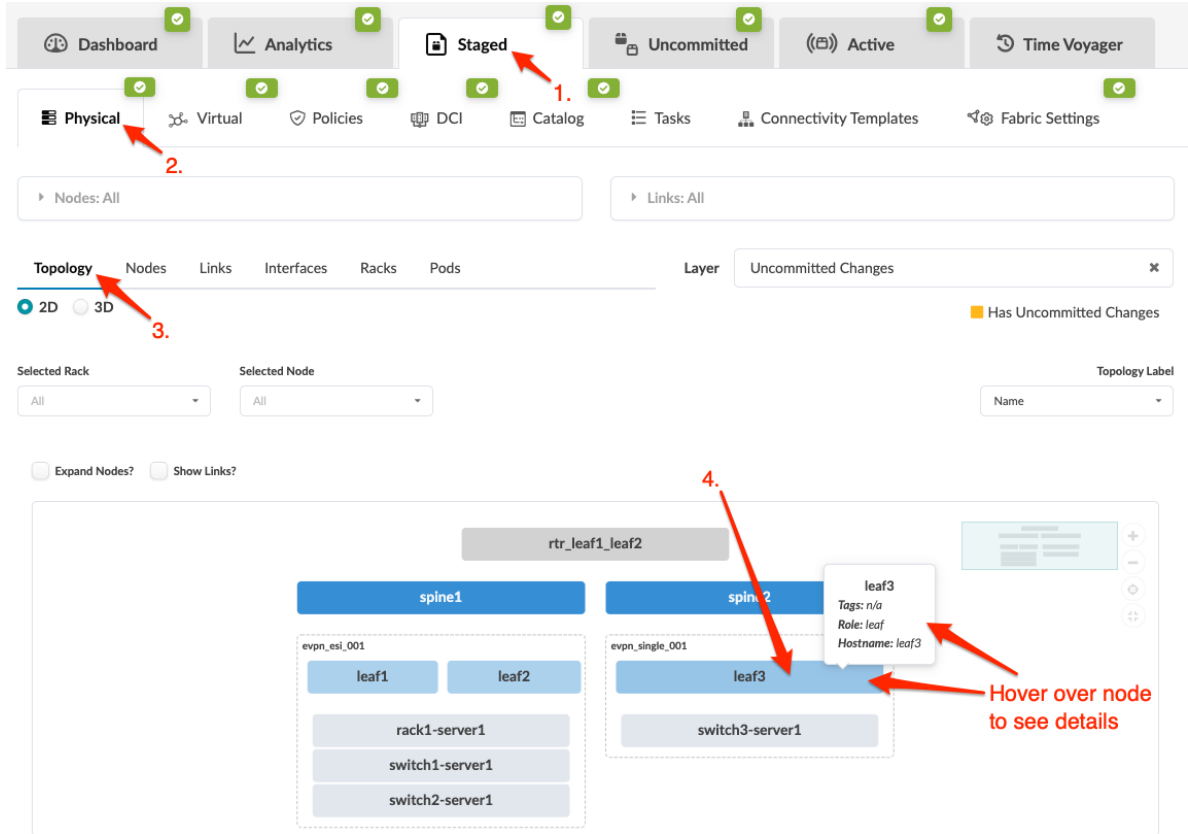 Dashboard
Analytics
Staged
Uncommitted
Active
Time Voyager
1.
Physical
Virtual
Policies
DCI
Catalog
Tasks
Connectivity Templates
Fabric Settings
2.
Nodes: All
Links: All
Topology
Nodes
Links
Interfaces
Racks
Pods
Layer
Uncommitted Changes
2D
3D
3.
Has Uncommitted Changes
Selected Rack
Selected Node
Topology Label
All
All
Name
Expand Nodes?
Show Links?
4.
rtr_leaf1_leaf2
spine1
spine2
leaf3
Tags: n/a
Role: leaf
Hostname: leaf3
evpn_esi_001
evpn_single_001
leaf1
leaf2
leaf3
Hover over node
to see details
rack1-server1
switch3-server1
switch1-server1
switch2-server1